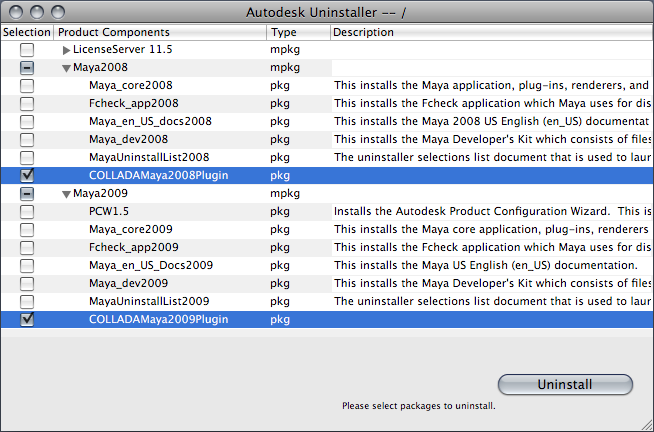 Autodesk Uninstaller -- /
Selection Product Components Type Description
LicenseServer 11.5 mpkg
Maya2008 mpkg
Maya_core2008 pkg This installs the Maya application, plug-ins, renderers, and
Fcheck_app2008 pkg This installs the Fcheck application which Maya uses for dis
Maya_en_US_docs2008 pkg This installs the Maya 2008 US English (en_US) documentat
Maya_dev2008 pkg This installs the Maya Developer's Kit which consists of files
MayaUninstallList2008 pkg The uninstaller selections list document that is used to laur
COLLADAMaya2008Plugin pkg
Maya2009 mpkg
PCW1.5 pkg Installs the Autodesk Product Configuration Wizard. This is
Maya_core2009 pkg This installs the Maya core application, plug-ins, renderers
Fcheck_app2009 pkg This installs the Fcheck application which Maya uses for dis
Maya_en_US_Docs2009 pkg This installs the Maya US English (en_US) documentation.
Maya_dev2009 pkg This installs the Maya Developer's Kit which consists of files
MayaUninstallList2009 pkg The uninstaller selections list document that is used to laur
COLLADAMaya2009Plugin pkg
Uninstall
Please select packages to uninstall.